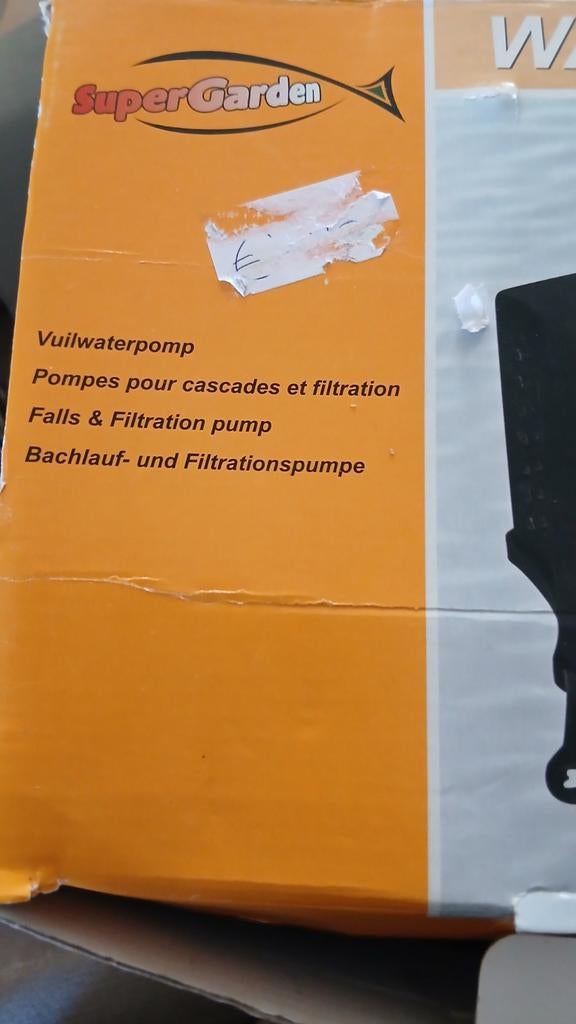 SuperGarden
€
Vuilwaterpomp
Pompes pour cascades et filtration
Falls & Filtration pump
Bachlauf- und Filtrationspumpe